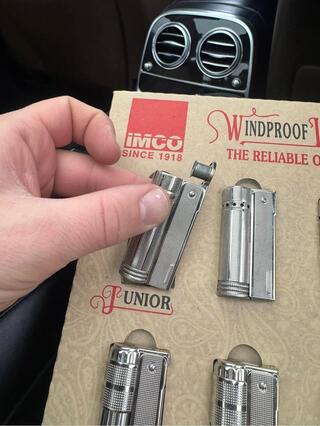 iMCO
SINCE 1918
WINDPROOF
THE RELIABLE
JUNIOR